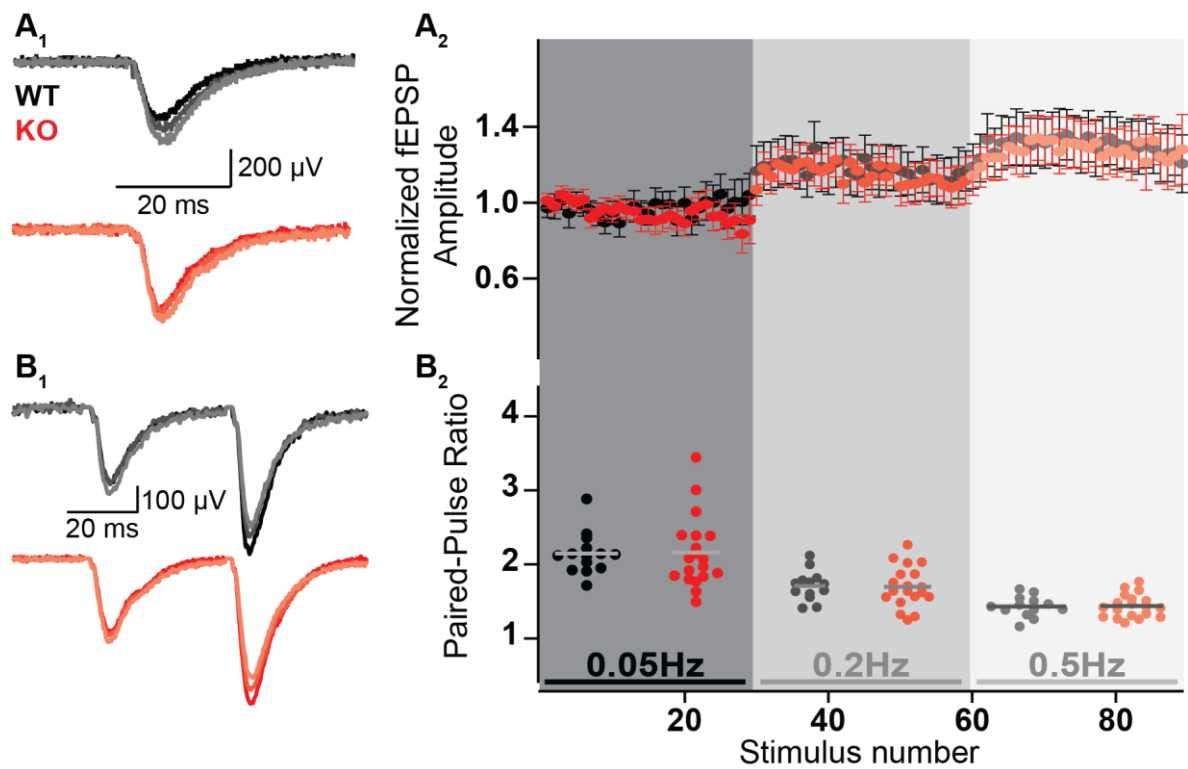 A1
WT
KO
200 µV
20 ms
A2
Normalized fEPSP
Amplitude
1.4
1.0
0.6
B1
100 µV
20 ms
B2
Paired-Pulse Ratio
4
3
2
1
0.05Hz
0.2Hz
0.5Hz
20
40
60
80
Stimulus number